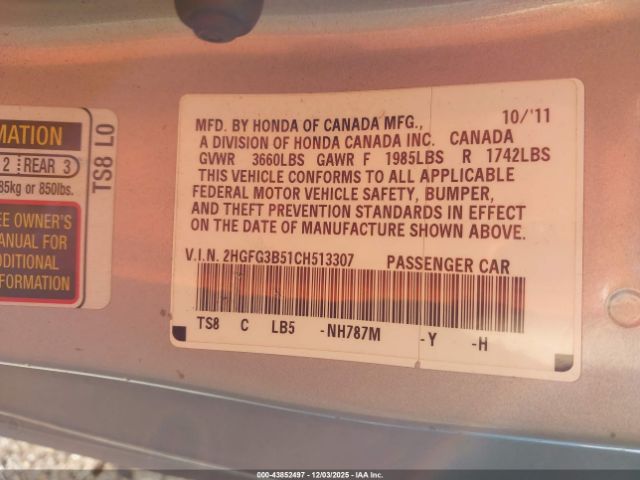 MATION
2 REAR 3
85kg or 850lbs.
EE OWNER'S
MANUAL FOR
DDITIONAL
FORMATION
TS8 L0
MFD. BY HONDA OF CANADA MFG., 10/'11
A DIVISION OF HONDA CANADA INC. CANADA
GVWR 3660LBS GAWR F 1985LBS R 1742LBS
THIS VEHICLE CONFORMS TO ALL APPLICABLE
FEDERAL MOTOR VEHICLE SAFETY, BUMPER,
AND THEFT PREVENTION STANDARDS IN EFFECT
ON THE DATE OF MANUFACTURE SHOWN ABOVE.
V.I.N. 2HGFG3B51CH513307 PASSENGER CAR
TS8 C LB5 -NH787M -Y -H
© 43852497 - 12/03/2025 - IAA, Inc.